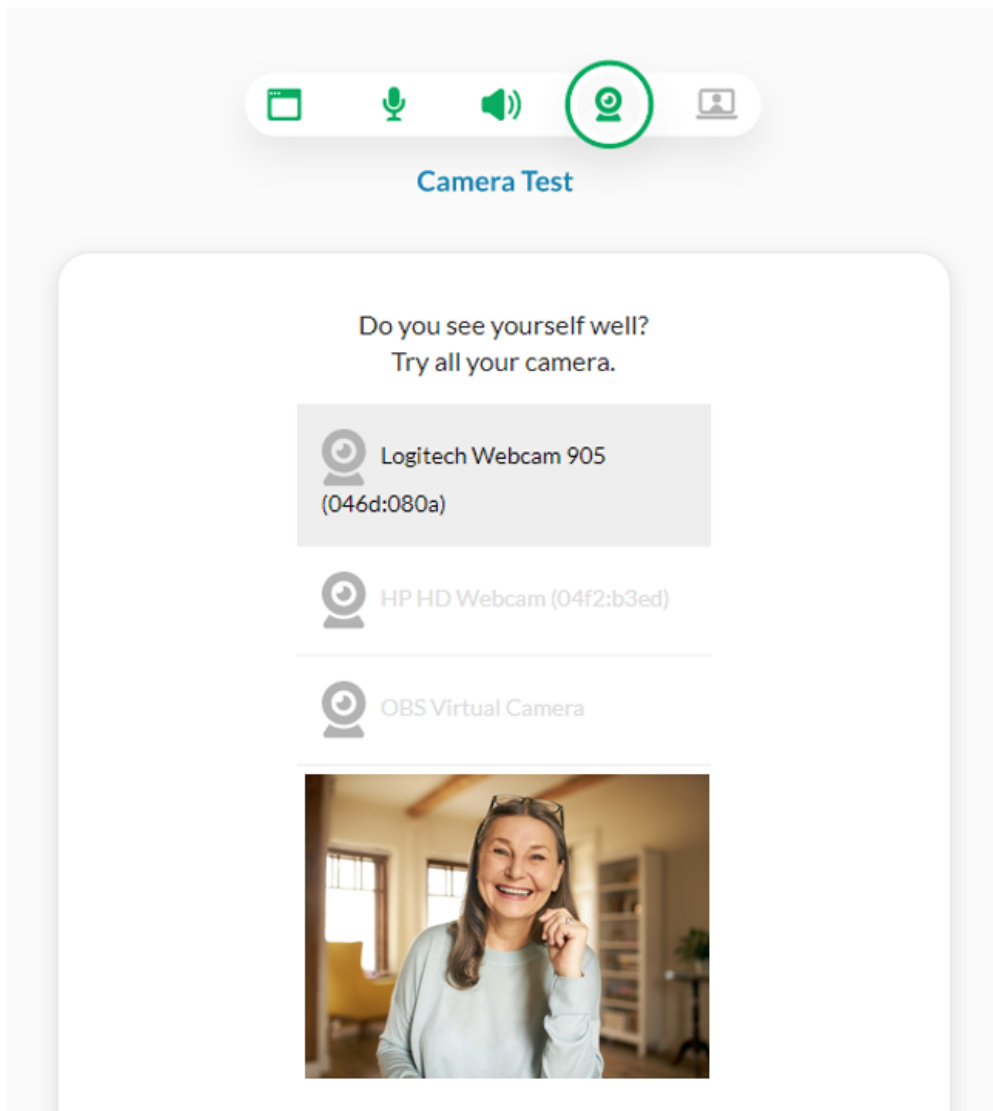 Camera Test
Do you see yourself well?
Try all your camera.
Logitech Webcam 905
(046d:080a)
HP HD Webcam (04f2:b3ed)
OBS Virtual Camera